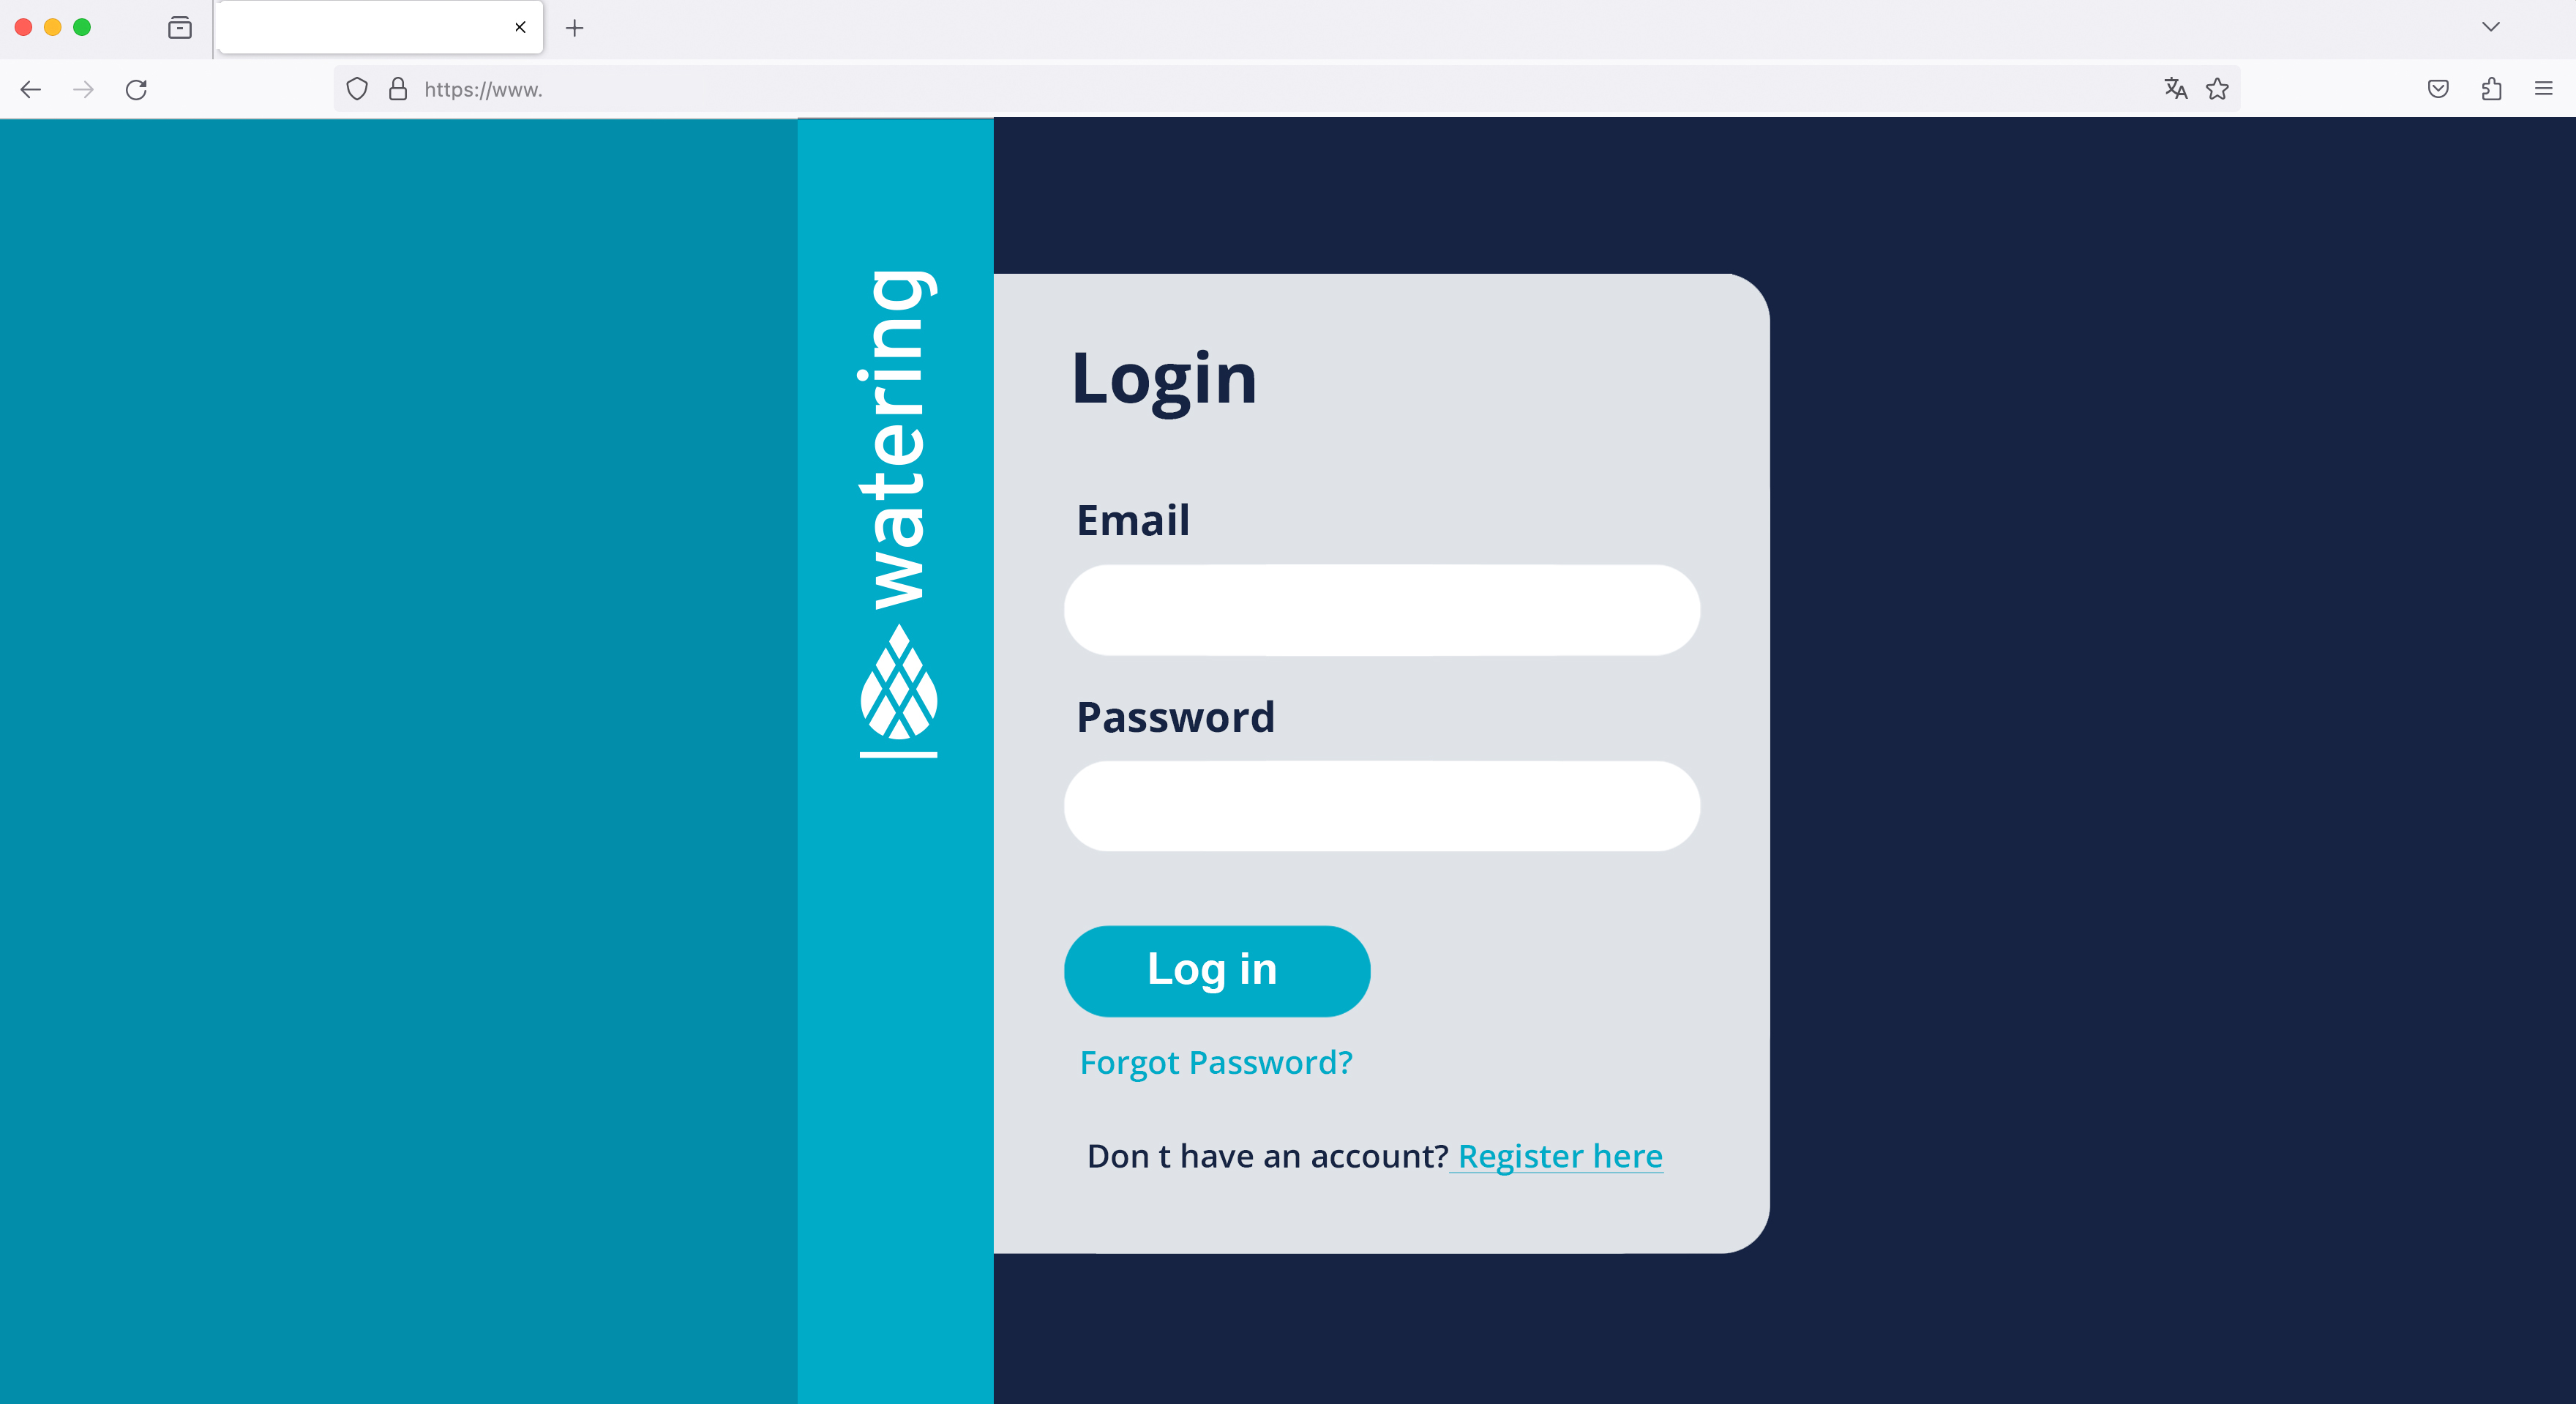 https://www.
watering
Login
Email
Password
Log in
Forgot Password?
Don t have an account? Register here